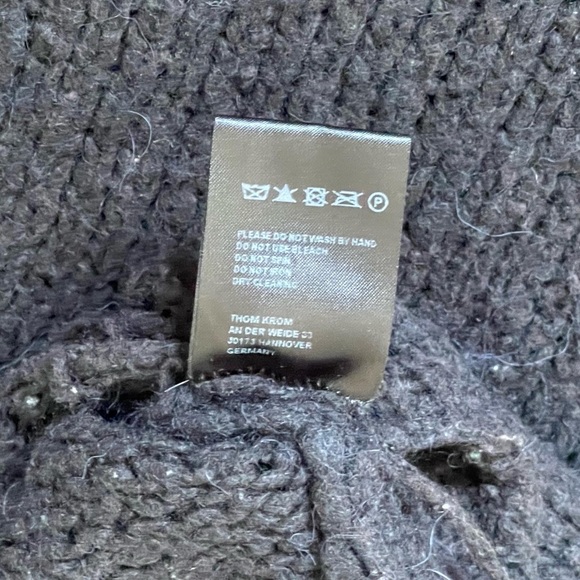 P
PLEASE DO NOT WASH BY HAND
DO NOT USE BLEACH
DO NOT SPIN
DO NOT IRON
DRY CLEANING
THOM KROM
AN DER WEIDE 23
30173 HANNOVER
GERMANY